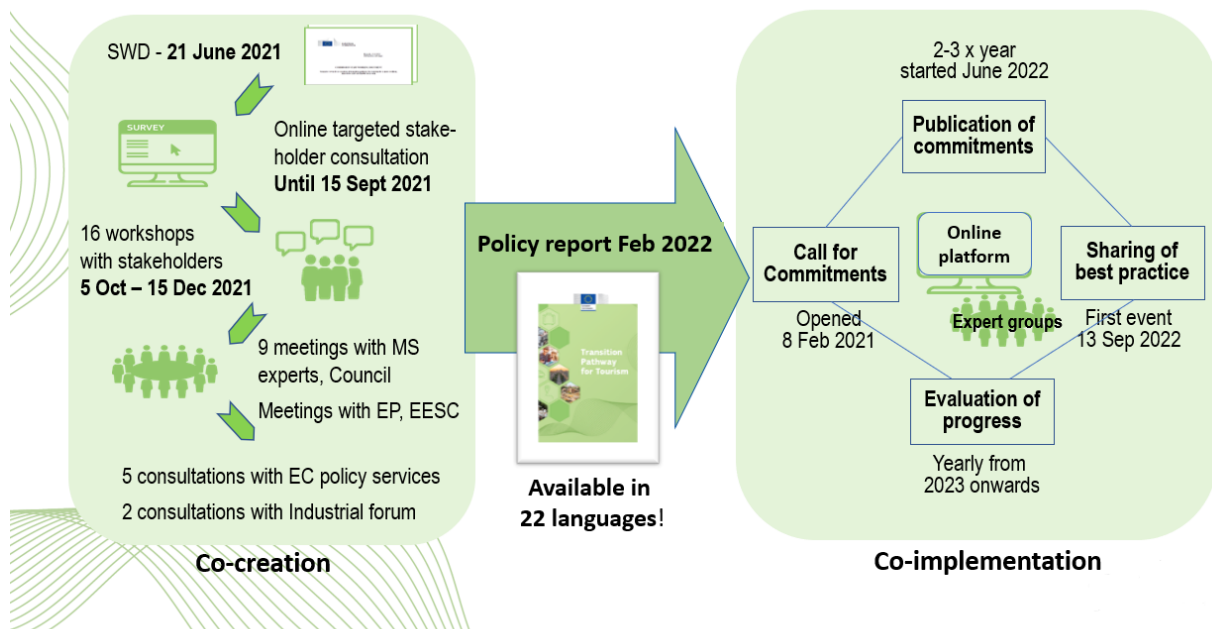 SWD - 21 June 2021
SURVEY
Online targeted stake-
holder consultation
Until 15 Sept 2021
16 workshops
with stakeholders
5 Oct – 15 Dec 2021
9 meetings with MS
experts, Council
Meetings with EP, EESC
5 consultations with EC policy services
2 consultations with Industrial forum
Co-creation
Policy report Feb 2022
Transition
Pathway
for Tourism
Available in
22 languages!
2-3 x year
started June 2022
Publication of
commitments
Call for
Commitments
Opened
8 Feb 2021
Online
platform
Expert groups
Sharing of
best practice
First event
13 Sep 2022
Evaluation of
progress
Yearly from
2023 onwards
Co-implementation